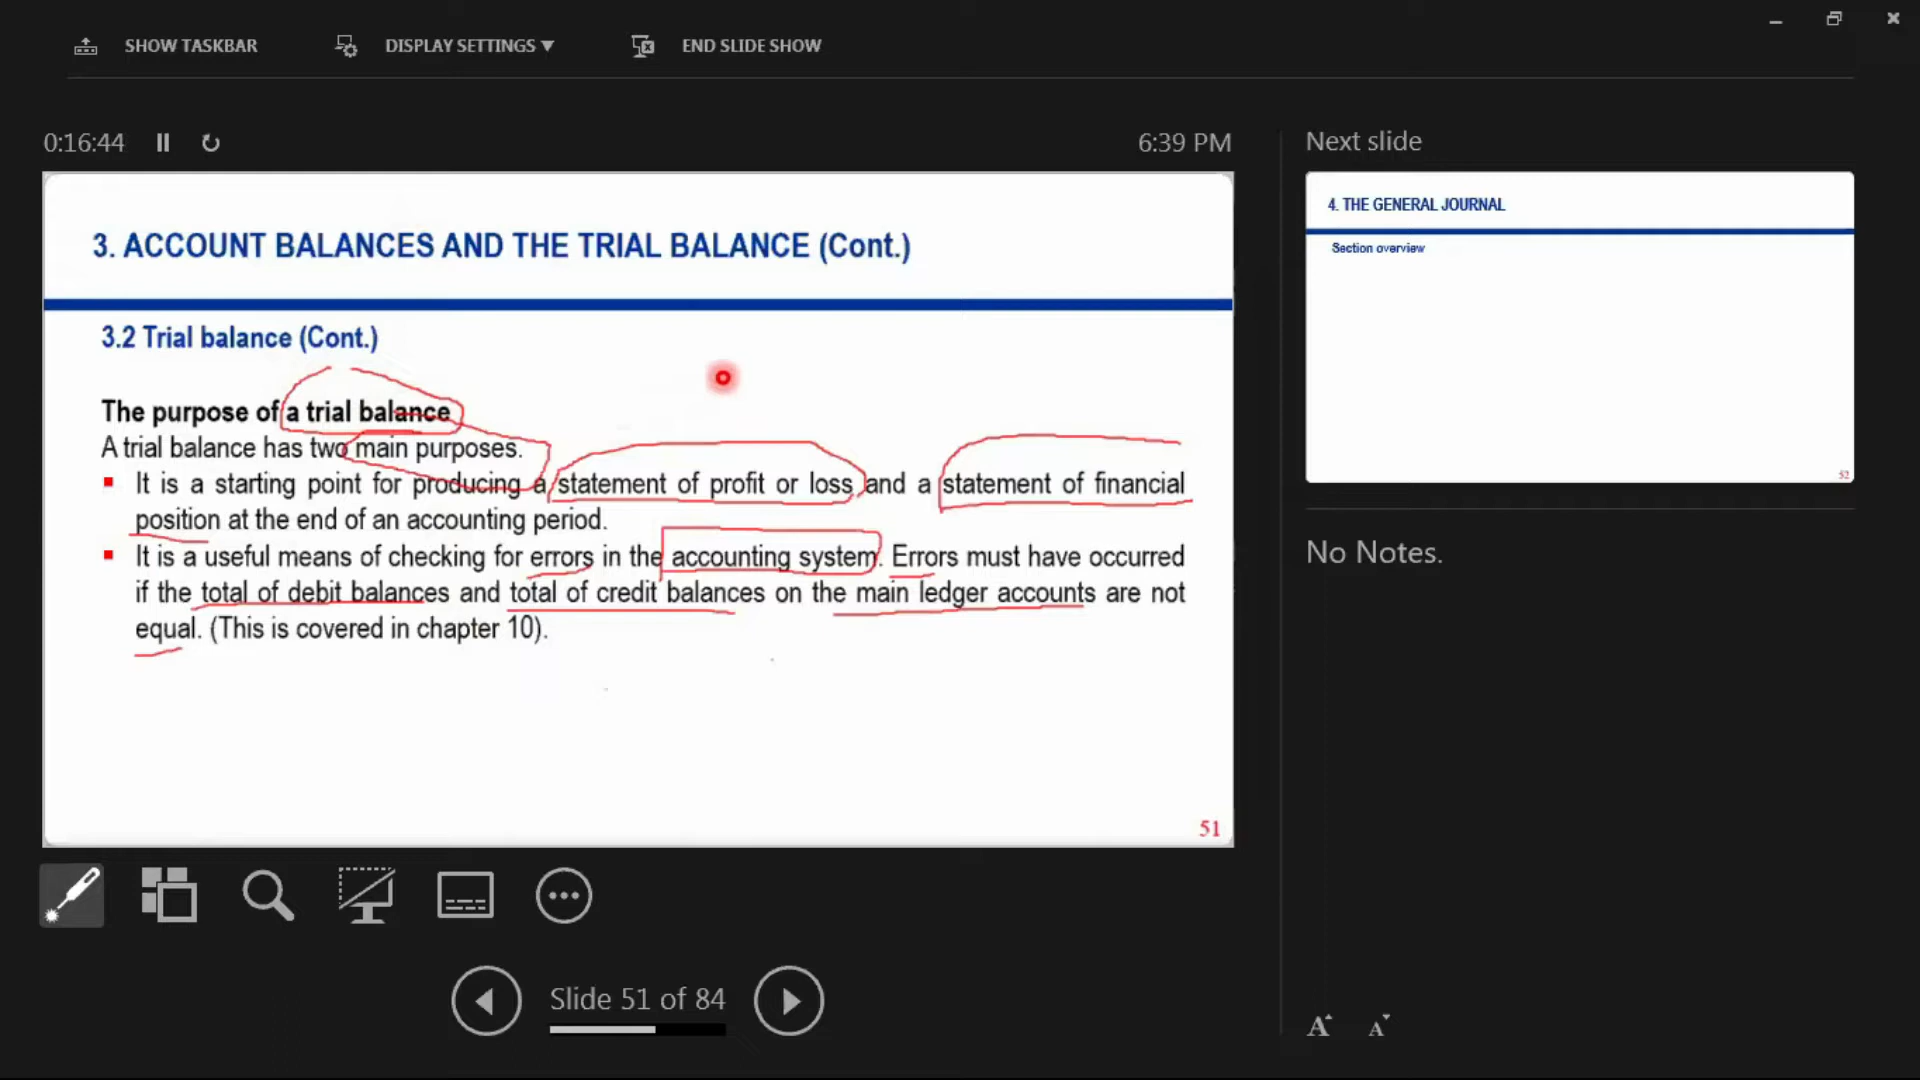 SHOW TASKBAR DISPLAY SETTINGS ▼ END SLIDE SHOW
0:16:44 6:39 PM
3. ACCOUNT BALANCES AND THE TRIAL BALANCE (Cont.)
3.2 Trial balance (Cont.)
The purpose of a trial balance
A trial balance has two main purposes.
▪ It is a starting point for producing a statement of profit or loss and a statement of financial
position at the end of an accounting period.
▪ It is a useful means of checking for errors in the accounting system. Errors must have occurred
if the total of debit balances and total of credit balances on the main ledger accounts are not
equal. (This is covered in chapter 10).
51
Next slide
4. THE GENERAL JOURNAL
Section overview
52
No Notes.
Slide 51 of 84
A A